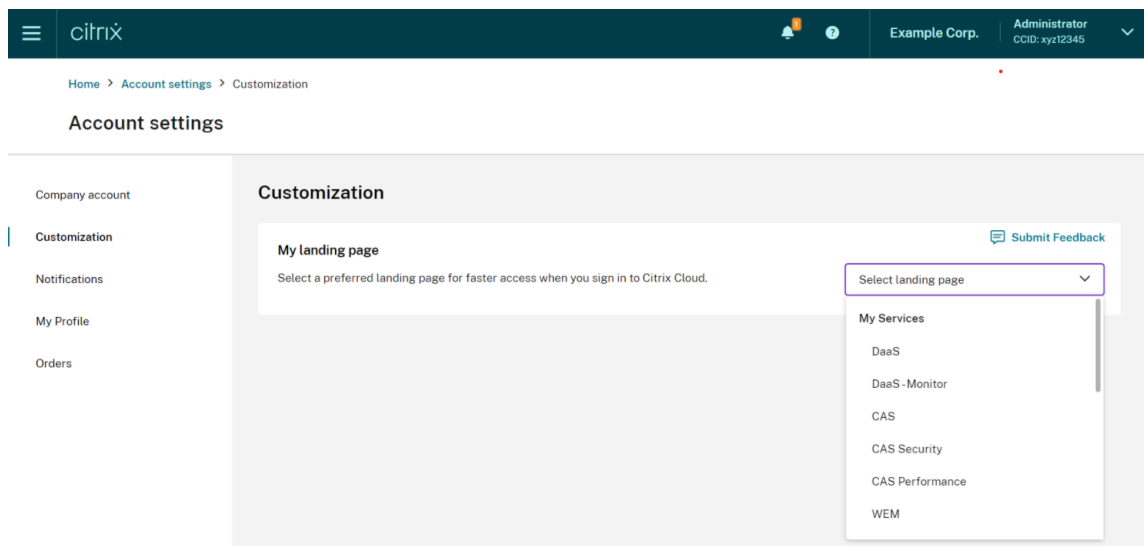 citrix
1
?
Example Corp.
Administrator
CCID: xyz12345
Home > Account settings > Customization
Account settings
Company account
Customization
Notifications
My Profile
Orders
Customization
Submit Feedback
My landing page
Select a preferred landing page for faster access when you sign in to Citrix Cloud.
Select landing page
My Services
DaaS
DaaS - Monitor
CAS
CAS Security
CAS Performance
WEM